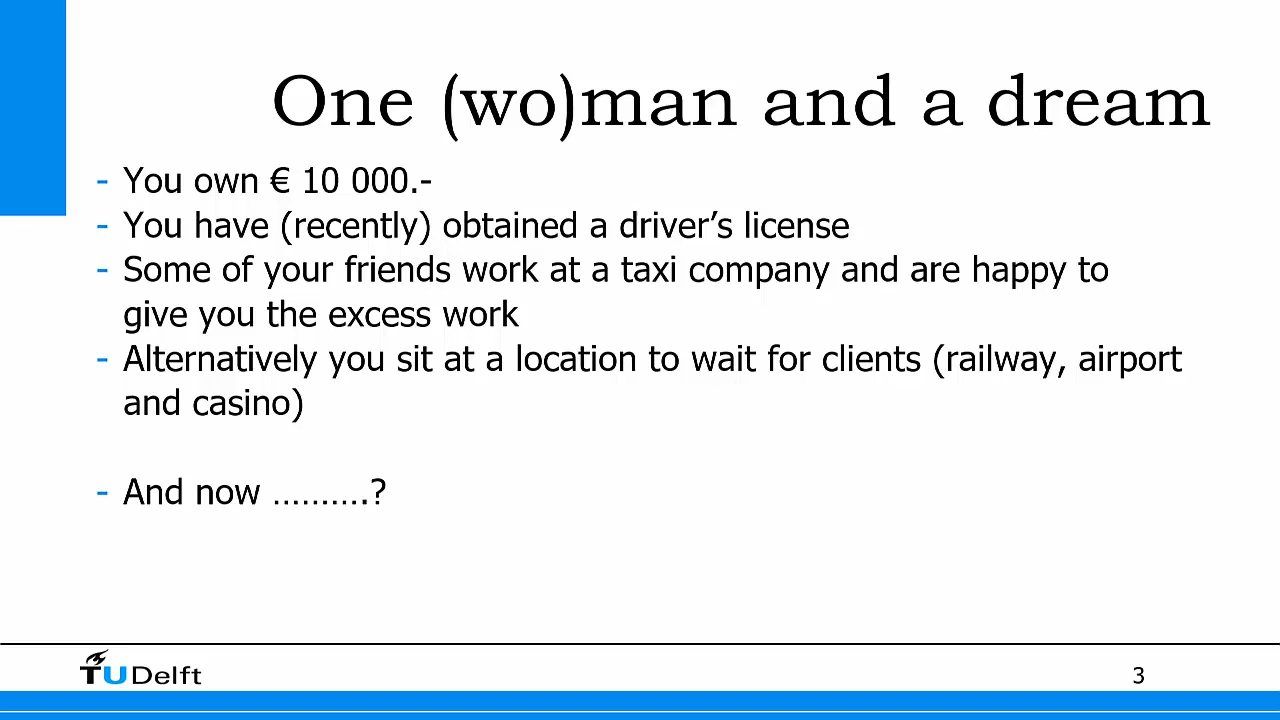 One (wo)man and a dream
- You own € 10 000.-
- You have (recently) obtained a driver’s license
- Some of your friends work at a taxi company and are happy to
give you the excess work
- Alternatively you sit at a location to wait for clients (railway, airport
and casino)
- And now ……….?
TU Delft
3